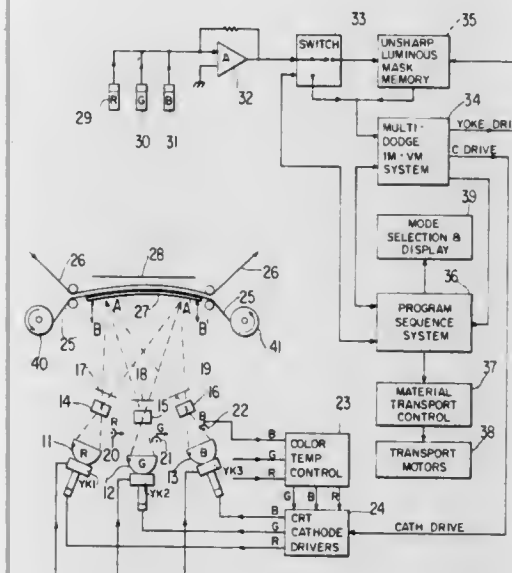 33
35
SWITCH
UNSHARP
LUMINOUS
MASK
MEMORY
A
R
G
B
29
30
31
32
34
MULTI-
DODGE
IM-VM
SYSTEM
YOKE DRI
C DRIVE
39
MODE
SELECTION &
DISPLAY
26
28
26
27
A
A
B
B'
25
25
40
41
36
PROGRAM
SEQUENCE
SYSTEM
17
18
19
14
15
16
R
G
B
20
21
22
11
12
13
R
G
B
YK1
YK2
YK3
23
B
G
R
COLOR
TEMP
CONTROL
37
MATERIAL
TRANSPORT
CONTROL
38
TRANSPORT
MOTORS
G
B
R
24
B
G
R
CRT
CATHODE
DRIVERS
CATH DRIVE